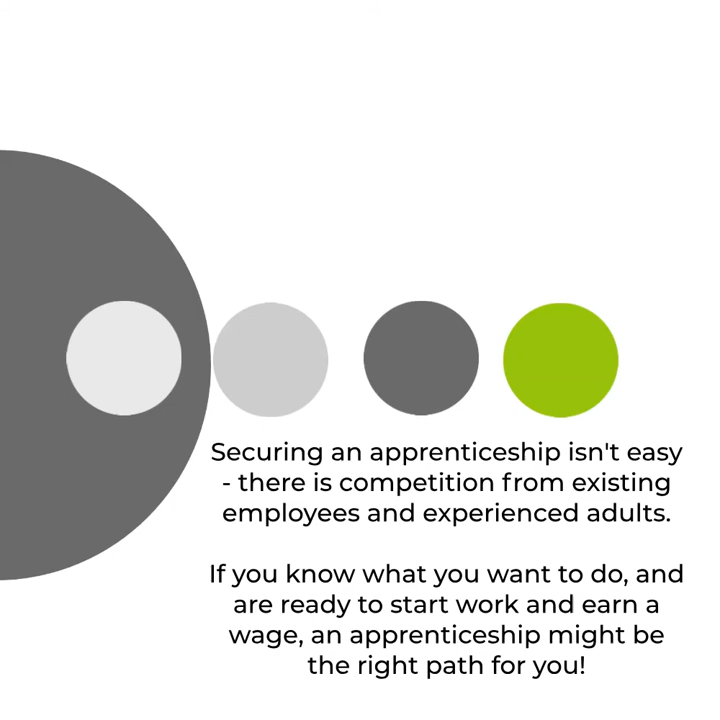 Securing an apprenticeship isn't easy
- there is competition from existing
employees and experienced adults.
If you know what you want to do, and
are ready to start work and earn a
wage, an apprenticeship might be
the right path for you!